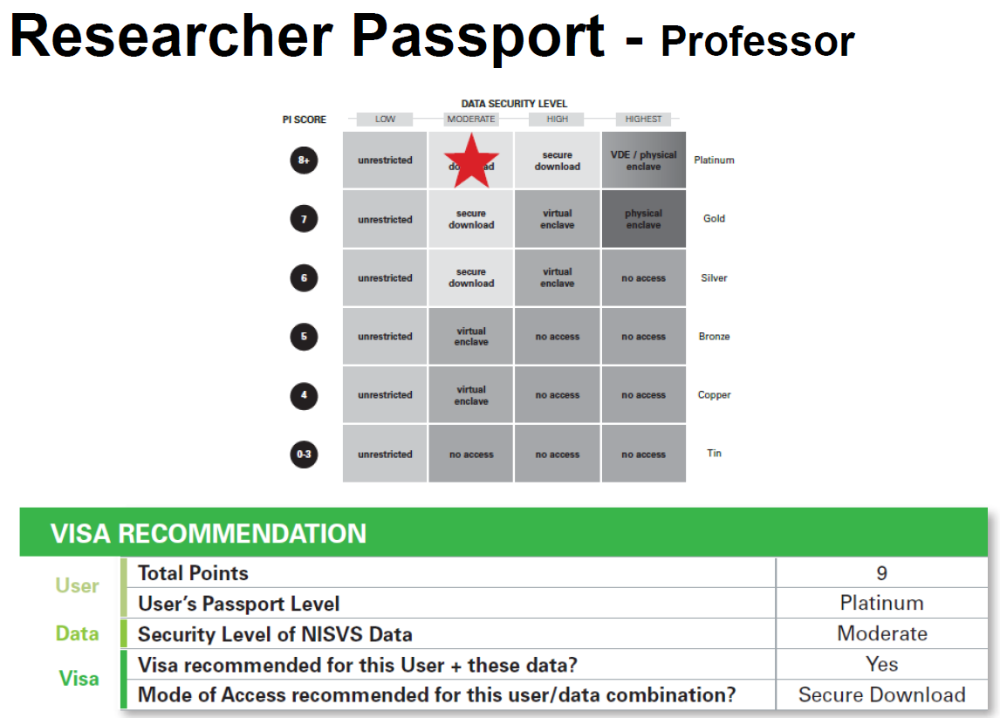 Researcher Passport - Professor
DATA SECURITY LEVEL
PI SCORE LOW MODERATE HIGH HIGHEST
8+ unrestricted secure download VDE / physical enclave Platinum
7 unrestricted secure download virtual enclave physical enclave Gold
6 unrestricted secure download virtual enclave no access Silver
5 unrestricted virtual enclave no access no access Bronze
4 unrestricted virtual enclave no access no access Copper
0-3 unrestricted no access no access no access Tin
VISA RECOMMENDATION
User
Total Points 9
User's Passport Level Platinum
Data Security Level of NISVS Data Moderate
Visa
Visa recommended for this User + these data? Yes
Mode of Access recommended for this user/data combination? Secure Download